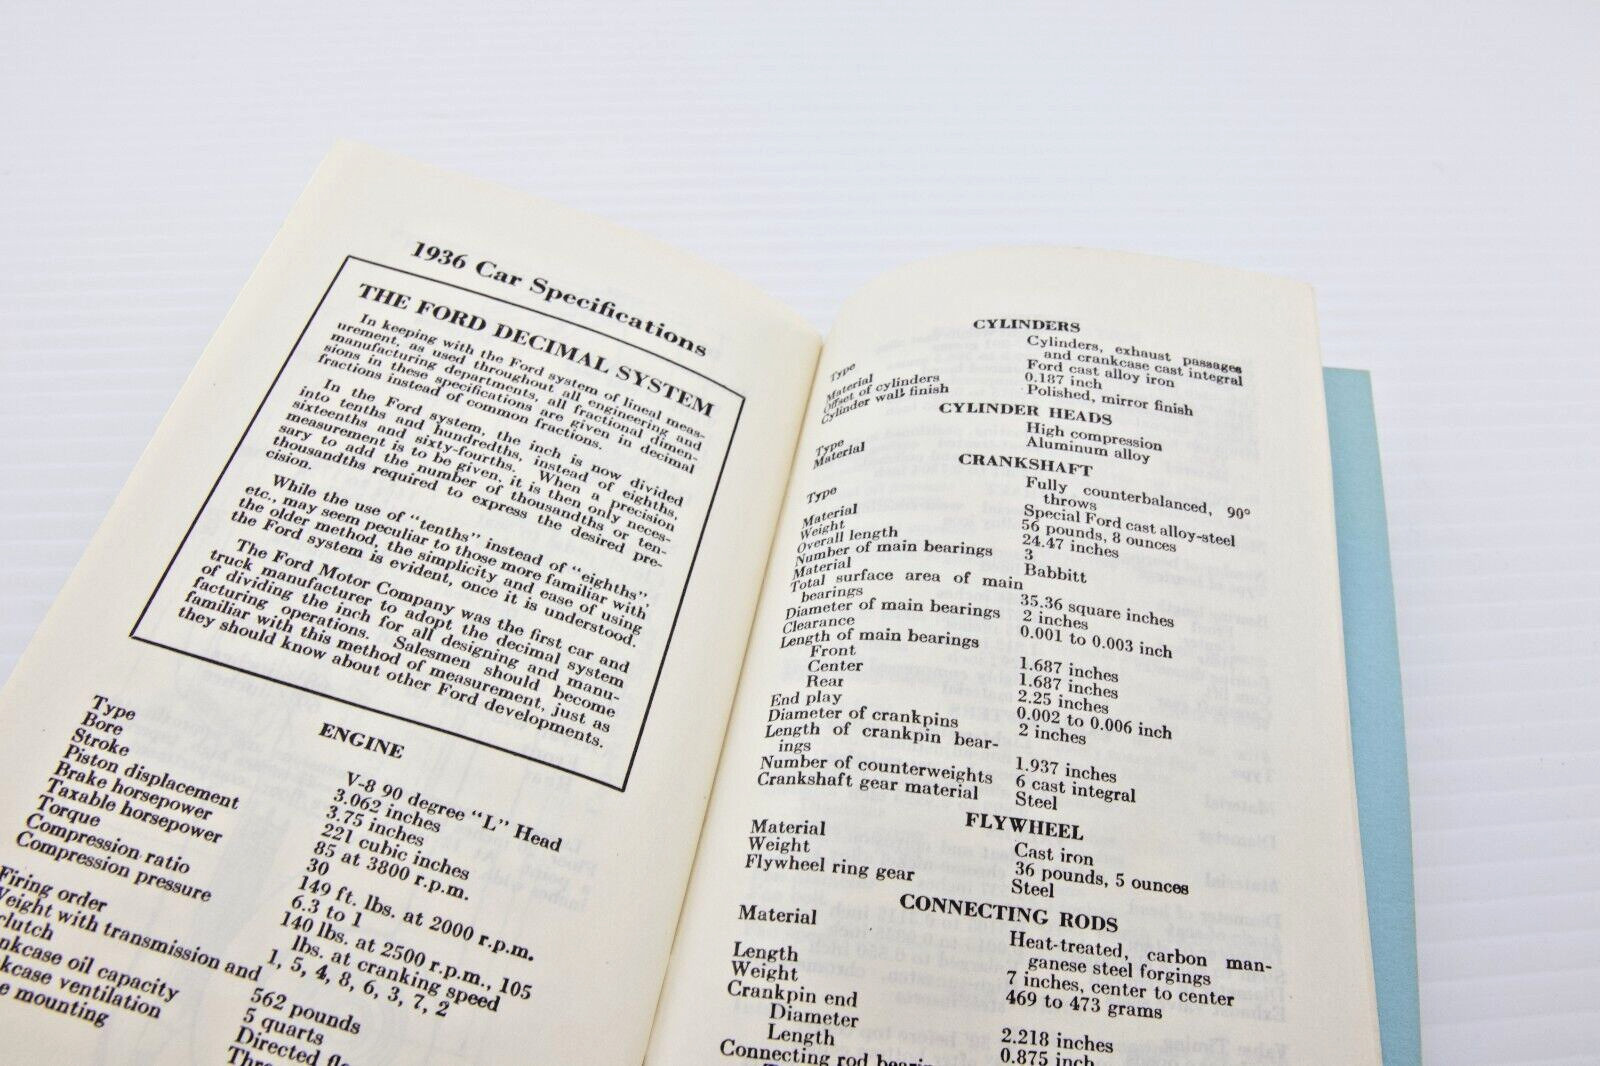 1936 Car Specifications
THE FORD DECIMAL SYSTEM
In keeping with the Ford system of lineal meas-
urement, as used throughout all engineering and
manufacturing departments, all fractional dimen-
sions in these specifications are given in decimal
fractions instead of common fractions.
In the Ford system, the inch is now divided
into tenths and hundredths, instead of eighths,
sixteenths and sixty-fourths. When a precision
measurement is to be given, it is then only neces-
sary to add the number of thousandths or ten-
thousandths required to express the desired pre-
cision.
While the use of "tenths" instead of "eighths",
etc., may seem peculiar to those more familiar with
the older method, the simplicity and ease of using
the Ford system is evident, once it is understood.
The Ford Motor Company was the first car and
truck manufacturer to adopt the decimal system
of dividing the inch for all designing and manu-
facturing operations. Salesmen should become
familiar with this method of measurement, just as
they should know about other Ford developments.
ENGINE
Type V-8 90 degree "L" Head
Bore 3.062 inches
Stroke 3.75 inches
Piston displacement 221 cubic inches
Brake horsepower 85 at 3800 r.p.m.
Taxable horsepower 30
Torque 149 ft. lbs. at 2000 r.p.m.
Compression ratio 6.3 to 1
Compression pressure 140 lbs. at 2500 r.p.m., 105
lbs. at cranking speed
Firing order 1, 5, 4, 8, 6, 3, 7, 2
Weight with transmission and
clutch 562 pounds
nkcase oil capacity 5 quarts
kcase ventilation Directed fl
e mounting Thre
CYLINDERS
Type Cylinders, exhaust passages
and crankcase cast integral
Material Ford cast alloy iron
Offset of cylinders 0.187 inch
Cylinder wall finish Polished, mirror finish
CYLINDER HEADS
Type High compression
Material Aluminum alloy
CRANKSHAFT
Type Fully counterbalanced, 90°
throws
Material Special Ford cast alloy-steel
Weight 56 pounds, 8 ounces
Overall length 24.47 inches
Number of main bearings 3
Material Babbitt
Total surface area of main
bearings 35.36 square inches
Diameter of main bearings 2 inches
Clearance 0.001 to 0.003 inch
Length of main bearings
Front 1.687 inches
Center 1.687 inches
Rear 2.25 inches
End play 0.002 to 0.006 inch
Diameter of crankpins 2 inches
Length of crankpin bear-
ings 1.937 inches
Number of counterweights 6 cast integral
Crankshaft gear material Steel
FLYWHEEL
Material Cast iron
Weight 36 pounds, 5 ounces
Flywheel ring gear Steel
CONNECTING RODS
Material Heat-treated, carbon man-
ganese steel forgings
Length 7 inches, center to center
Weight 469 to 473 grams
Crankpin end
Diameter 2.218 inches
Length 0.875 inch
Connecting rod bearin